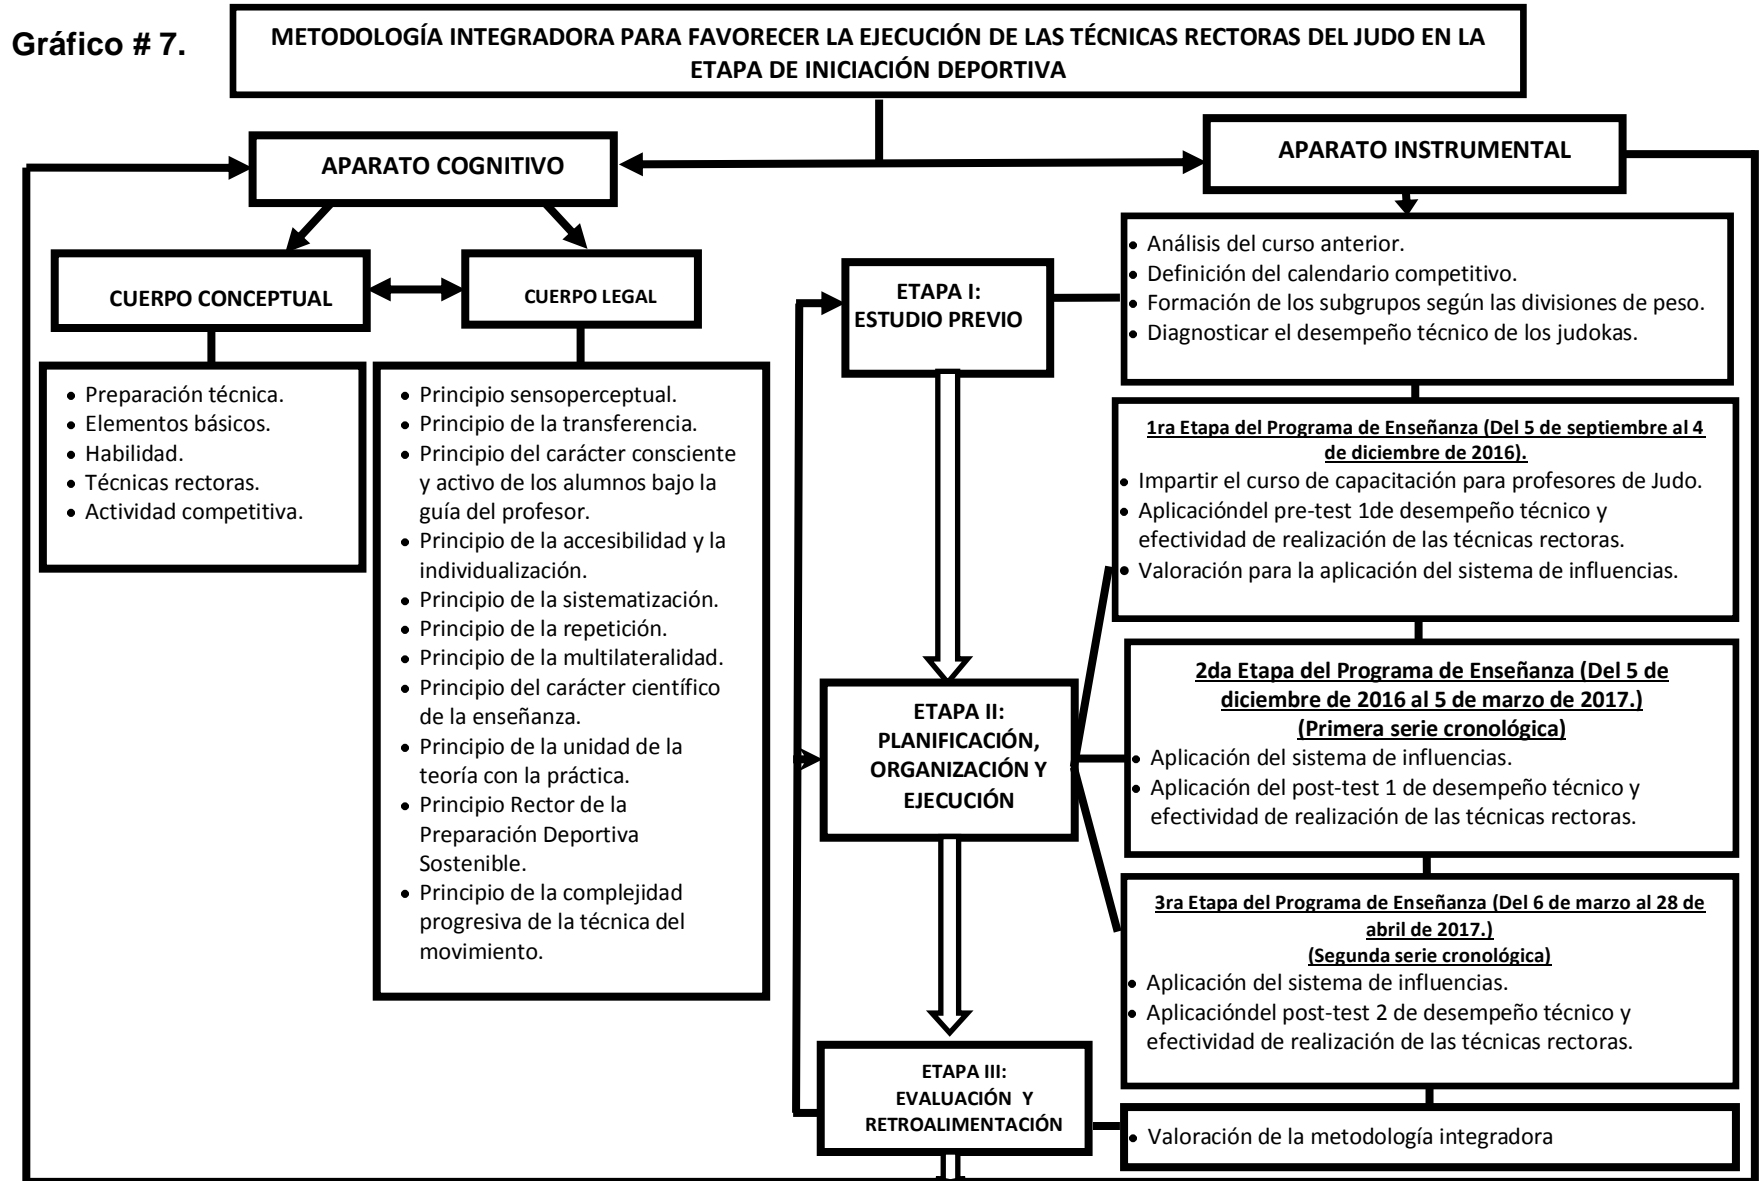 Gráfico # 7.
METODOLOGÍA INTEGRADORA PARA FAVORECER LA EJECUCIÓN DE LAS TÉCNICAS RECTORAS DEL JUDO EN LA
ETAPA DE INICIACIÓN DEPORTIVA
APARATO COGNITIVO
APARATO INSTRUMENTAL
CUERPO CONCEPTUAL
CUERPO LEGAL
• Preparación técnica.
• Elementos básicos.
• Habilidad.
• Técnicas rectoras.
• Actividad competitiva.
• Principio sensoperceptual.
• Principio de la transferencia.
• Principio del carácter consciente
y activo de los alumnos bajo la
guía del profesor.
• Principio de la accesibilidad y la
individualización.
• Principio de la sistematización.
• Principio de la repetición.
• Principio de la multilateralidad.
• Principio del carácter científico
de la enseñanza.
• Principio de la unidad de la
teoría con la práctica.
• Principio Rector de la
Preparación Deportiva
Sostenible.
• Principio de la complejidad
progresiva de la técnica del
movimiento.
ETAPA I:
ESTUDIO PREVIO
• Análisis del curso anterior.
• Definición del calendario competitivo.
• Formación de los subgrupos según las divisiones de peso.
• Diagnosticar el desempeño técnico de los judokas.
ETAPA II:
PLANIFICACIÓN,
ORGANIZACIÓN Y
EJECUCIÓN
1ra Etapa del Programa de Enseñanza (Del 5 de septiembre al 4
de diciembre de 2016).
• Impartir el curso de capacitación para profesores de Judo.
• Aplicacióndel pre-test 1de desempeño técnico y
efectividad de realización de las técnicas rectoras.
• Valoración para la aplicación del sistema de influencias.
2da Etapa del Programa de Enseñanza (Del 5 de
diciembre de 2016 al 5 de marzo de 2017.)
(Primera serie cronológica)
• Aplicación del sistema de influencias.
• Aplicación del post-test 1 de desempeño técnico y
efectividad de realización de las técnicas rectoras.
3ra Etapa del Programa de Enseñanza (Del 6 de marzo al 28 de
abril de 2017.)
(Segunda serie cronológica)
• Aplicación del sistema de influencias.
• Aplicacióndel post-test 2 de desempeño técnico y
efectividad de realización de las técnicas rectoras.
ETAPA III:
EVALUACIÓN Y
RETROALIMENTACIÓN
• Valoración de la metodología integradora